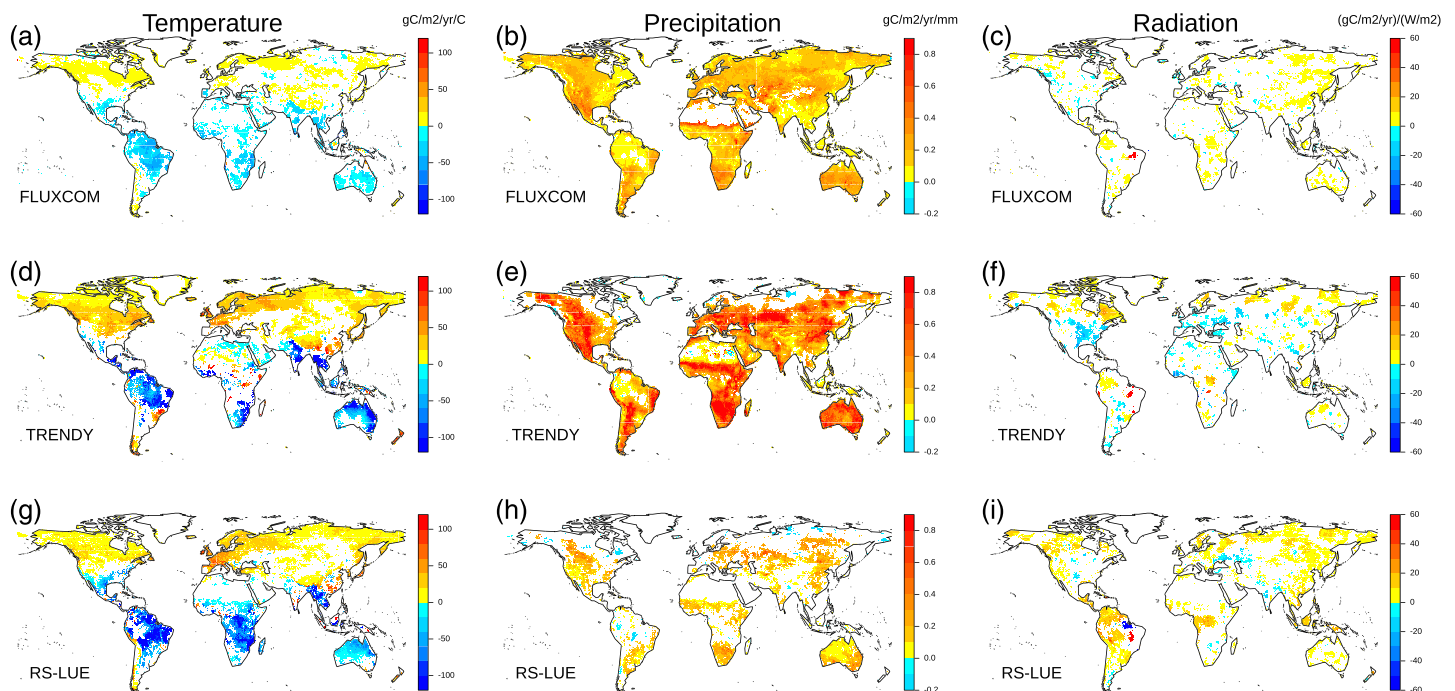 Temperature gC/m2/yr/C Precipitation gC/m2/yr/mm Radiation (gC/m2/yr)/(W/m2)
(a) (b) (c)
100 0.8 60
50 0.6 40
0 0.4 20
-50 0.2 0
-100 0.0 -20
-0.2 -40
-60
FLUXCOM FLUXCOM FLUXCOM
(d) (e) (f)
100 0.8 60
50 0.6 40
0 0.4 20
-50 0.2 0
-100 0.0 -20
-0.2 -40
-60
TRENDY TRENDY TRENDY
(g) (h) (i)
100 0.8 60
50 0.6 40
0 0.4 20
-50 0.2 0
-100 0.0 -20
-0.2 -40
-60
RS-LUE RS-LUE RS-LUE